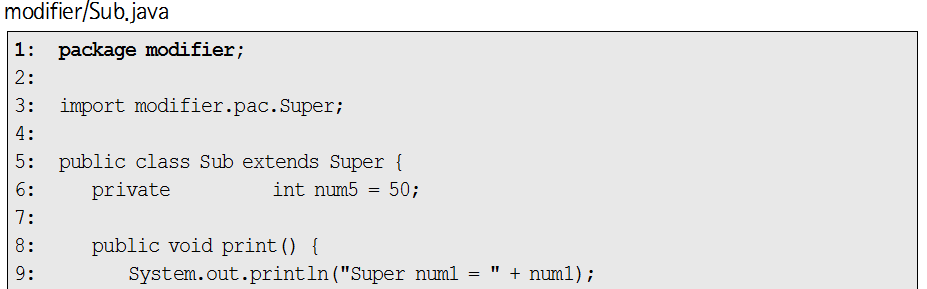 modifier/Sub.java
1: package modifier;
2:
3: import modifier.pac.Super;
4:
5: public class Sub extends Super {
6: private int num5 = 50;
7:
8: public void print() {
9: System.out.println("Super num1 = " + num1);